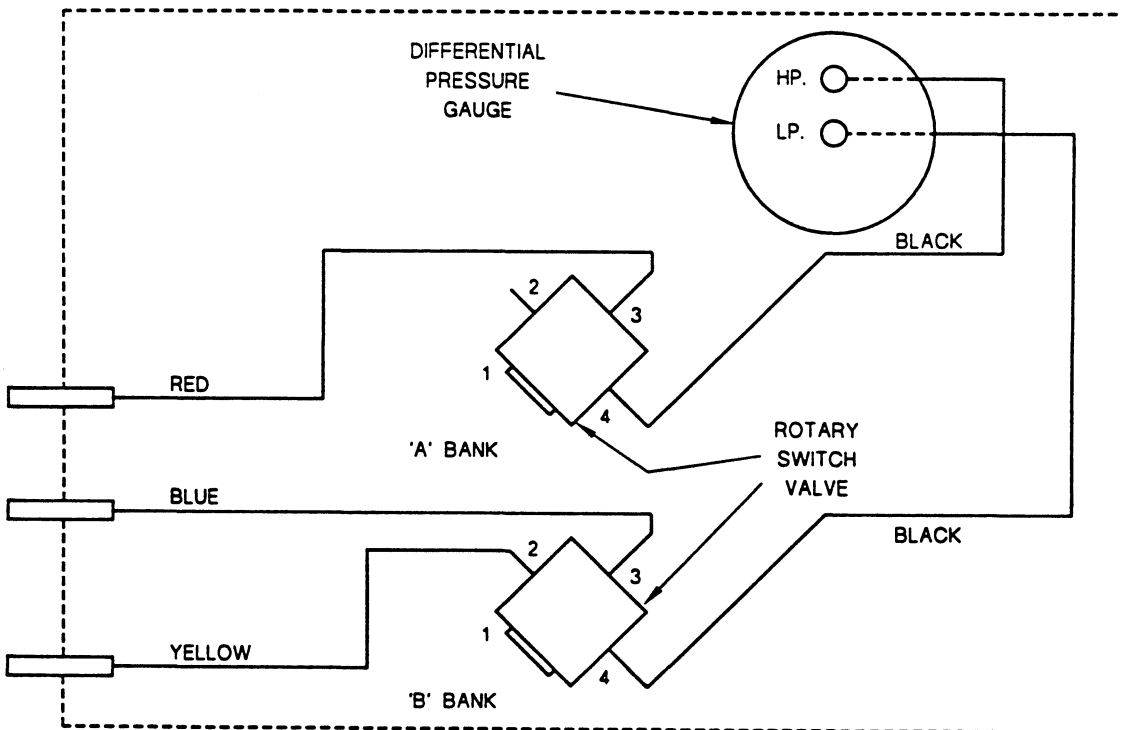 DIFFERENTIAL
PRESSURE
GAUGE
HP.
LP.
BLACK
2
3
1
4
RED
'A' BANK
ROTARY
SWITCH
VALVE
BLUE
BLACK
2
3
1
4
YELLOW
'B' BANK